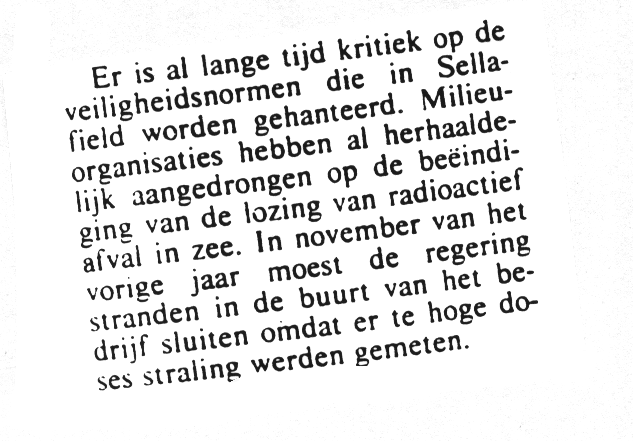 Er is al lange tijd kritiek op de
veiligheidsnormen die in Sella-
field worden gehanteerd. Milieu-
organisaties hebben al herhaalde-
lijk aangedrongen op de beëindi-
ging van de lozing van radioactief
afval in zee. In november van het
vorige jaar moest de regering
stranden in de buurt van het be-
drijf sluiten omdat er te hoge do-
ses straling werden gemeten.